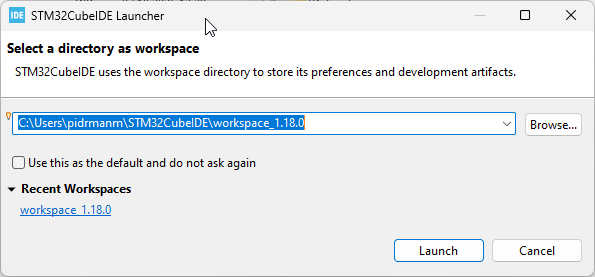 IDE STM32CubeIDE Launcher
Select a directory as workspace
STM32CubeIDE uses the workspace directory to store its preferences and development artifacts.
C:\Users\pidrmanm\STM32CubeIDE\workspace_1.18.0
Browse...
Use this as the default and do not ask again
Recent Workspaces
workspace_1.18.0
Launch
Cancel